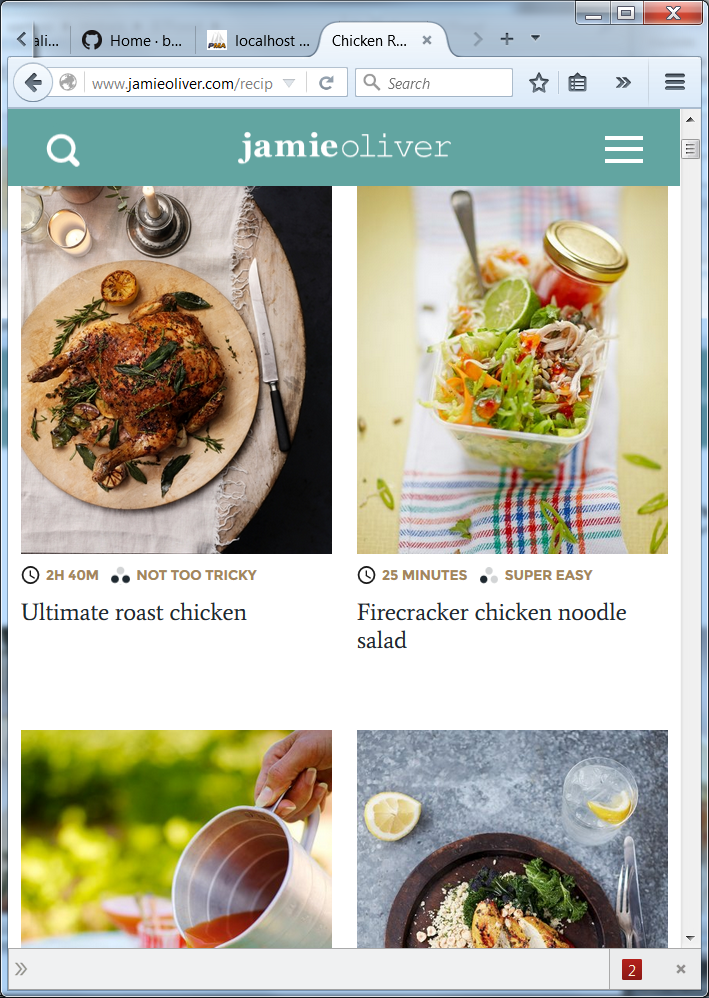 ali...
Home · b...
localhost ...
Chicken R...
www.jamieoliver.com/recip
Search
jamieoliver
2H 40M NOT TOO TRICKY
25 MINUTES SUPER EASY
Ultimate roast chicken
Firecracker chicken noodle
salad
2